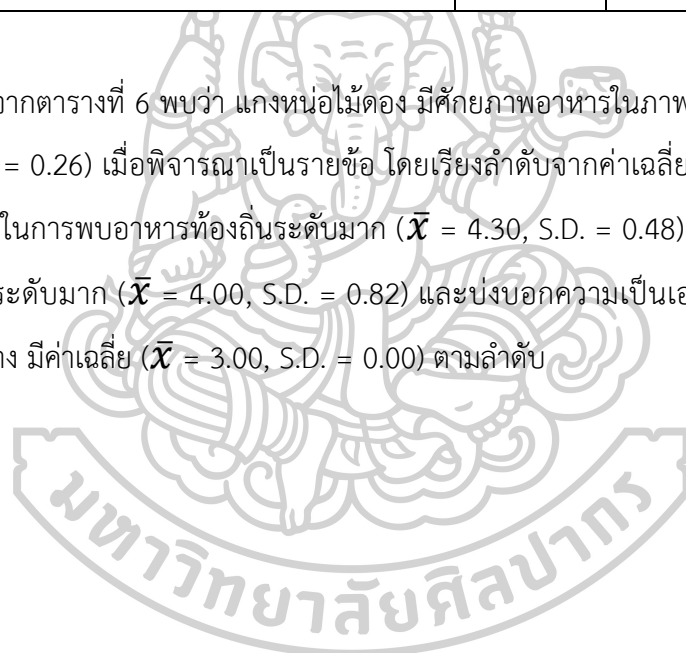 จากตารางที่ 6 พบว่า แกงหน่อไม้ดอง มีศักยภาพอาหารในภาพ
= 0.26) เมื่อพิจารณาเป็นรายข้อ โดยเรียงลำดับจากค่าเฉลี่ย
ในการพบอาหารท้องถิ่นระดับมาก (x̄ = 4.30, S.D. = 0.48)
ระดับมาก (x̄ = 4.00, S.D. = 0.82) และบ่งบอกความเป็นเอ
าง มีค่าเฉลี่ย (x̄ = 3.00, S.D. = 0.00) ตามลำดับ
มหาวิทยาลัยศิลปากร